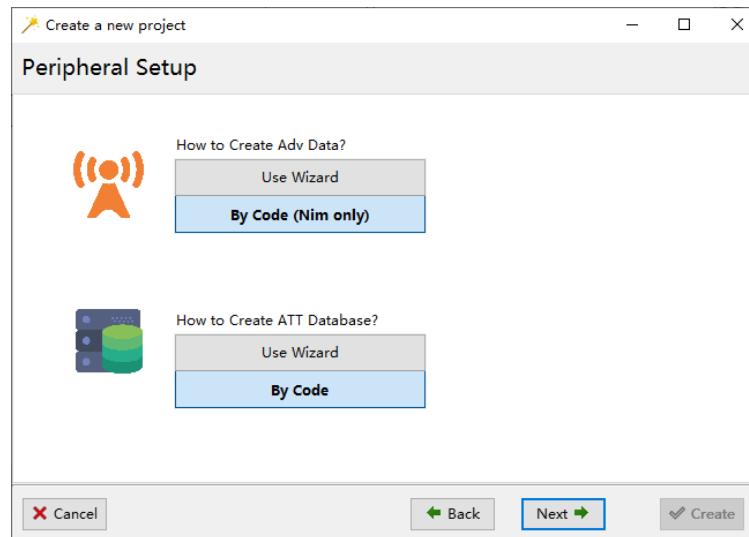 Create a new project
Peripheral Setup
How to Create Adv Data?
Use Wizard
By Code (Nim only)
How to Create ATT Database?
Use Wizard
By Code
Cancel
Back
Next
Create